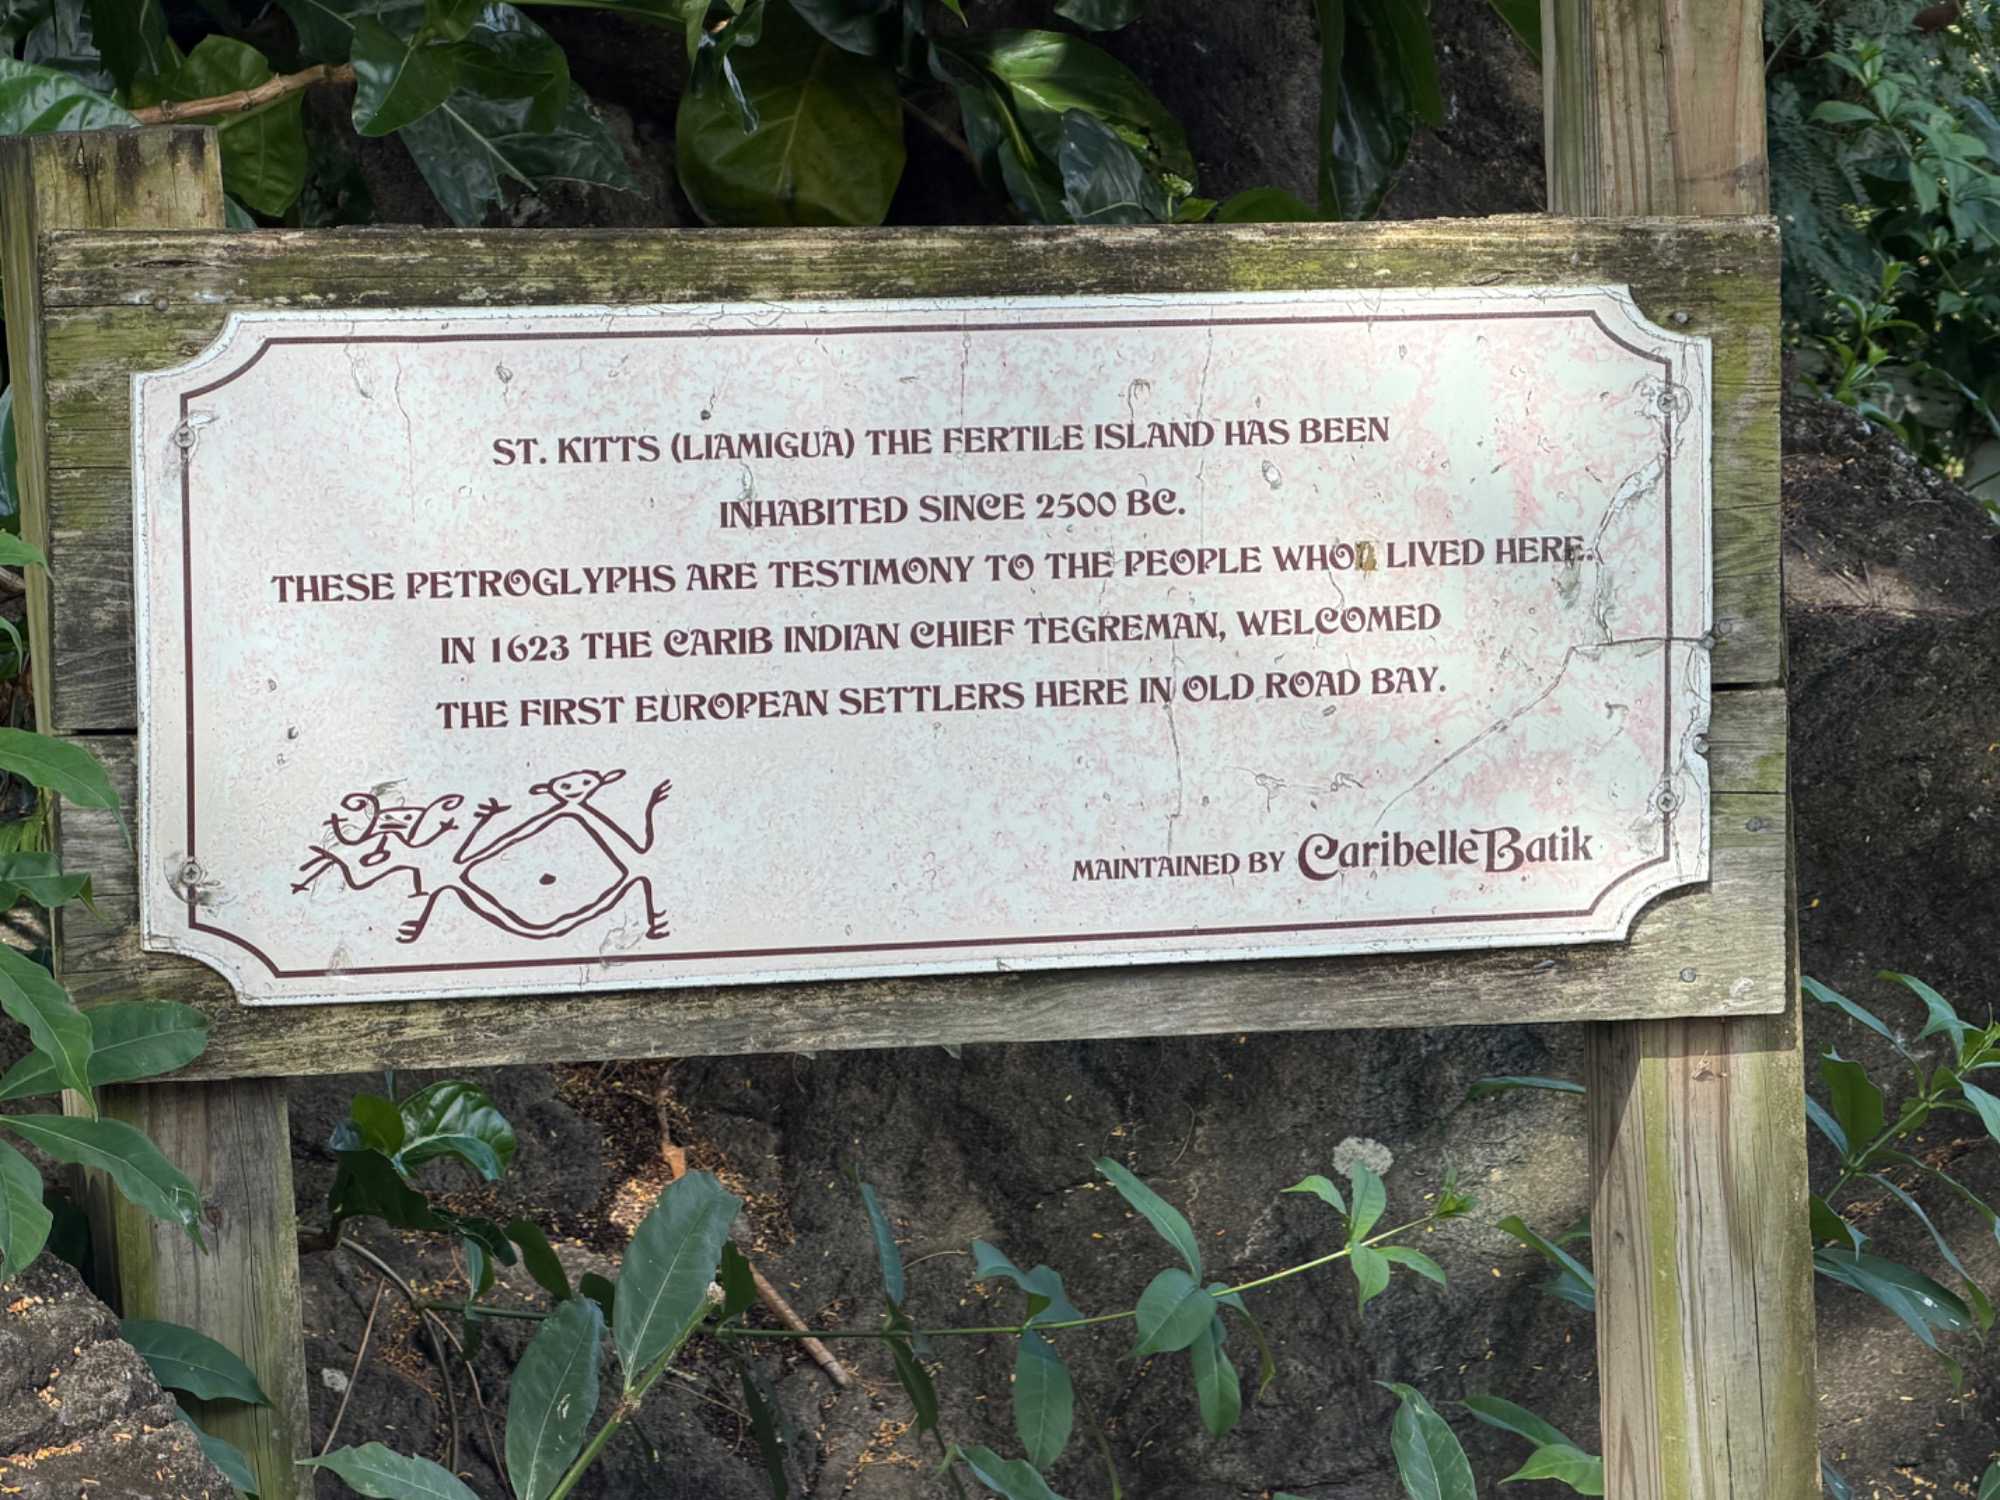 ST. KITTS (LIAMIGUA) THE FERTILE ISLAND HAS BEEN
INHABITED SINCE 2500 BC.
THESE PETROGLYPHS ARE TESTIMONY TO THE PEOPLE WHO LIVED HERE.
IN 1623 THE CARIB INDIAN CHIEF TEGREMAN, WELCOMED
THE FIRST EUROPEAN SETTLERS HERE IN OLD ROAD BAY.
MAINTAINED BY Caribelle Batik